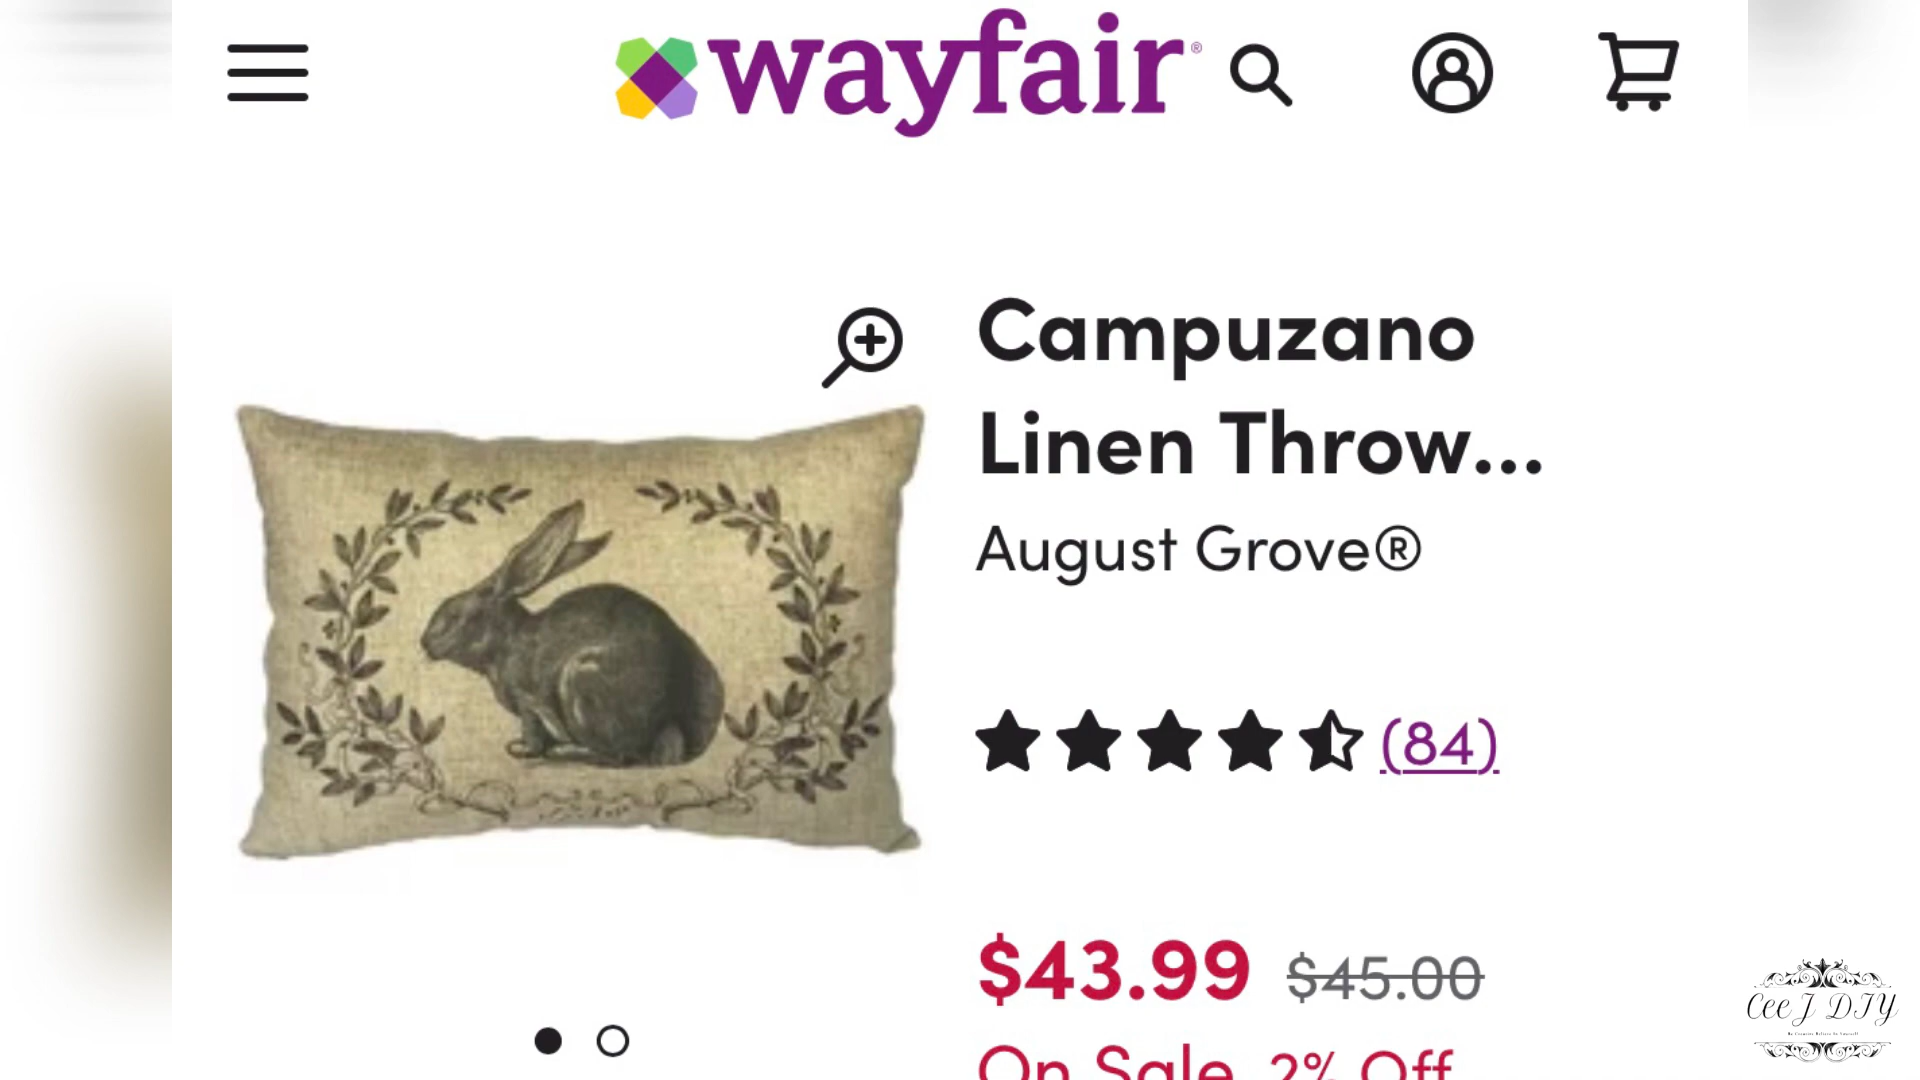 wayfair®
Campuzano
Linen Throw...
August Grove®
(84)
$43.99 $45.00
On Sale 2% Off
Cee J DIY